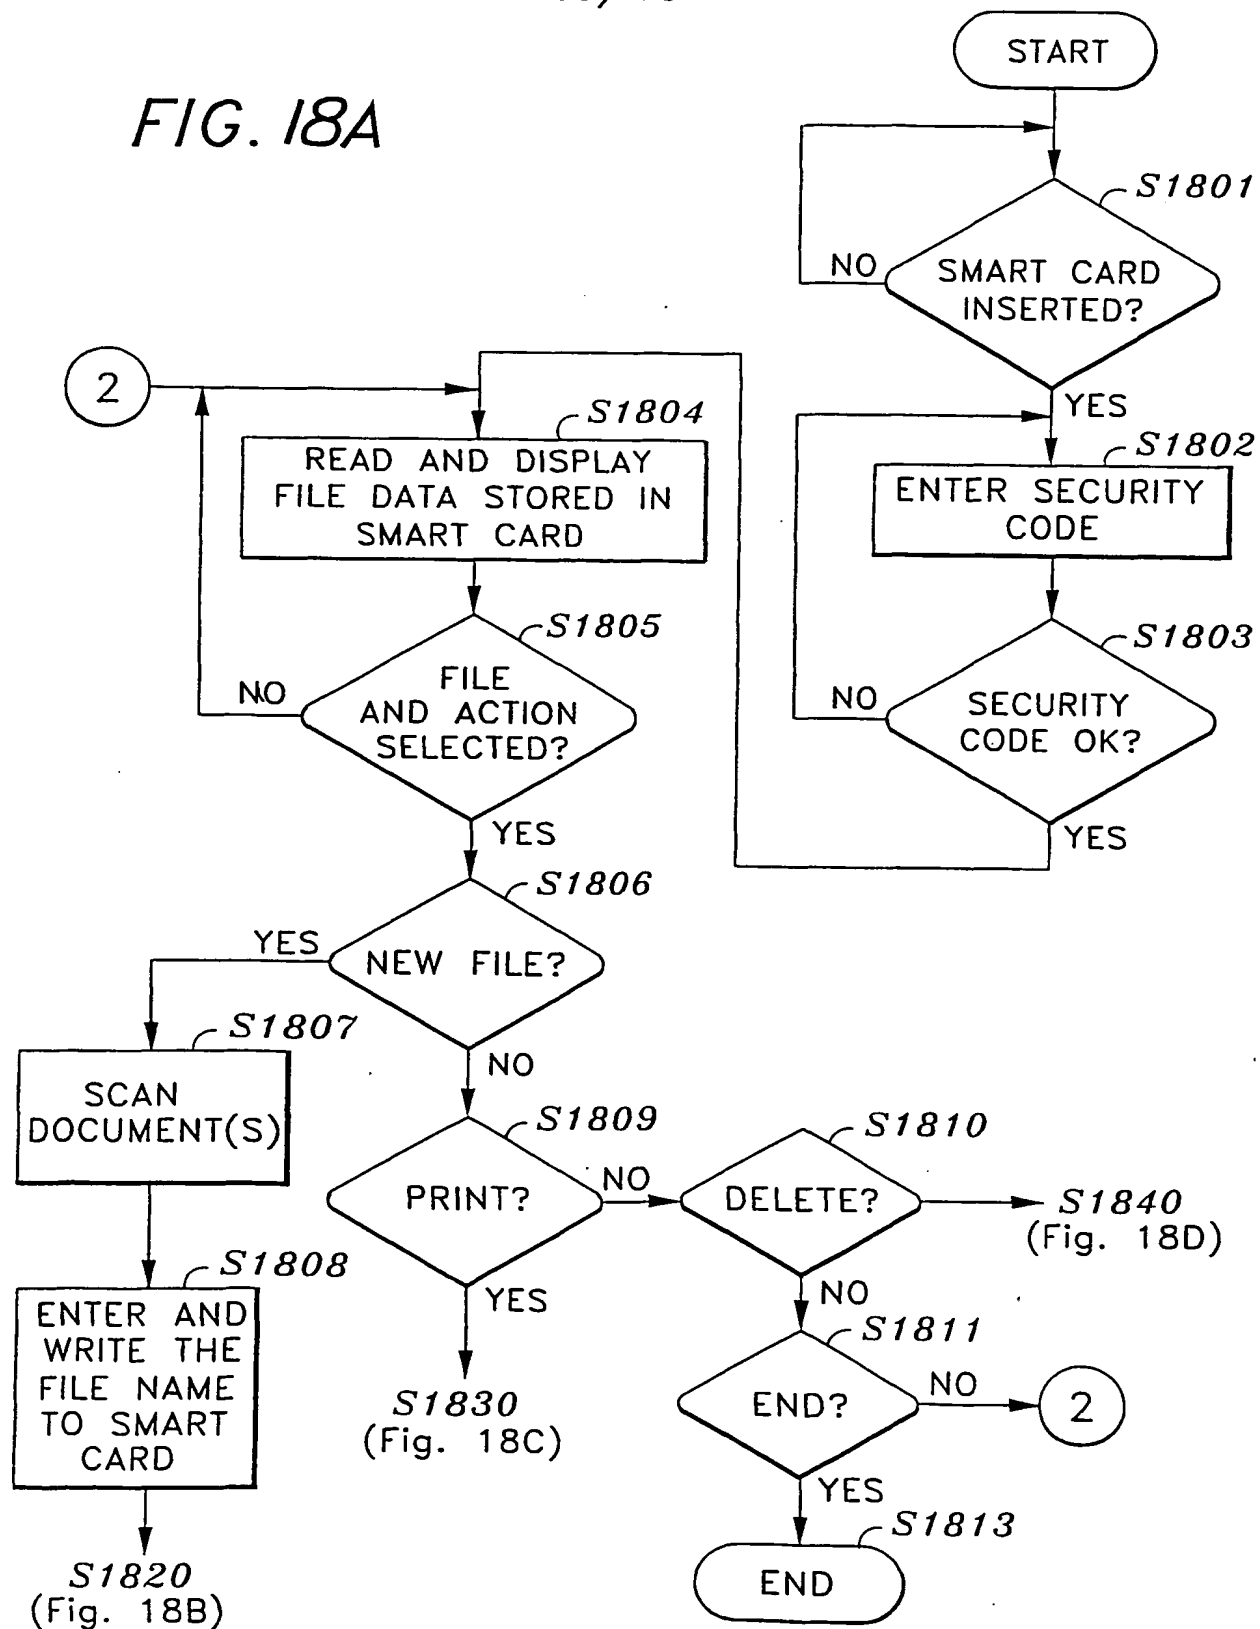 FIG. 18A
START
S1801
SMART CARD
INSERTED?
NO
YES
S1802
ENTER SECURITY
CODE
S1803
SECURITY
CODE OK?
NO
YES
2
S1804
READ AND DISPLAY
FILE DATA STORED IN
SMART CARD
S1805
FILE
AND ACTION
SELECTED?
NO
YES
S1806
NEW FILE?
YES
NO
S1807
SCAN
DOCUMENT(S)
S1808
ENTER AND
WRITE THE
FILE NAME
TO SMART
CARD
S1820
(Fig. 18B)
S1809
PRINT?
NO
YES
S1830
(Fig. 18C)
S1810
DELETE?
S1840
(Fig. 18D)
NO
S1811
END?
NO
2
YES
S1813
END